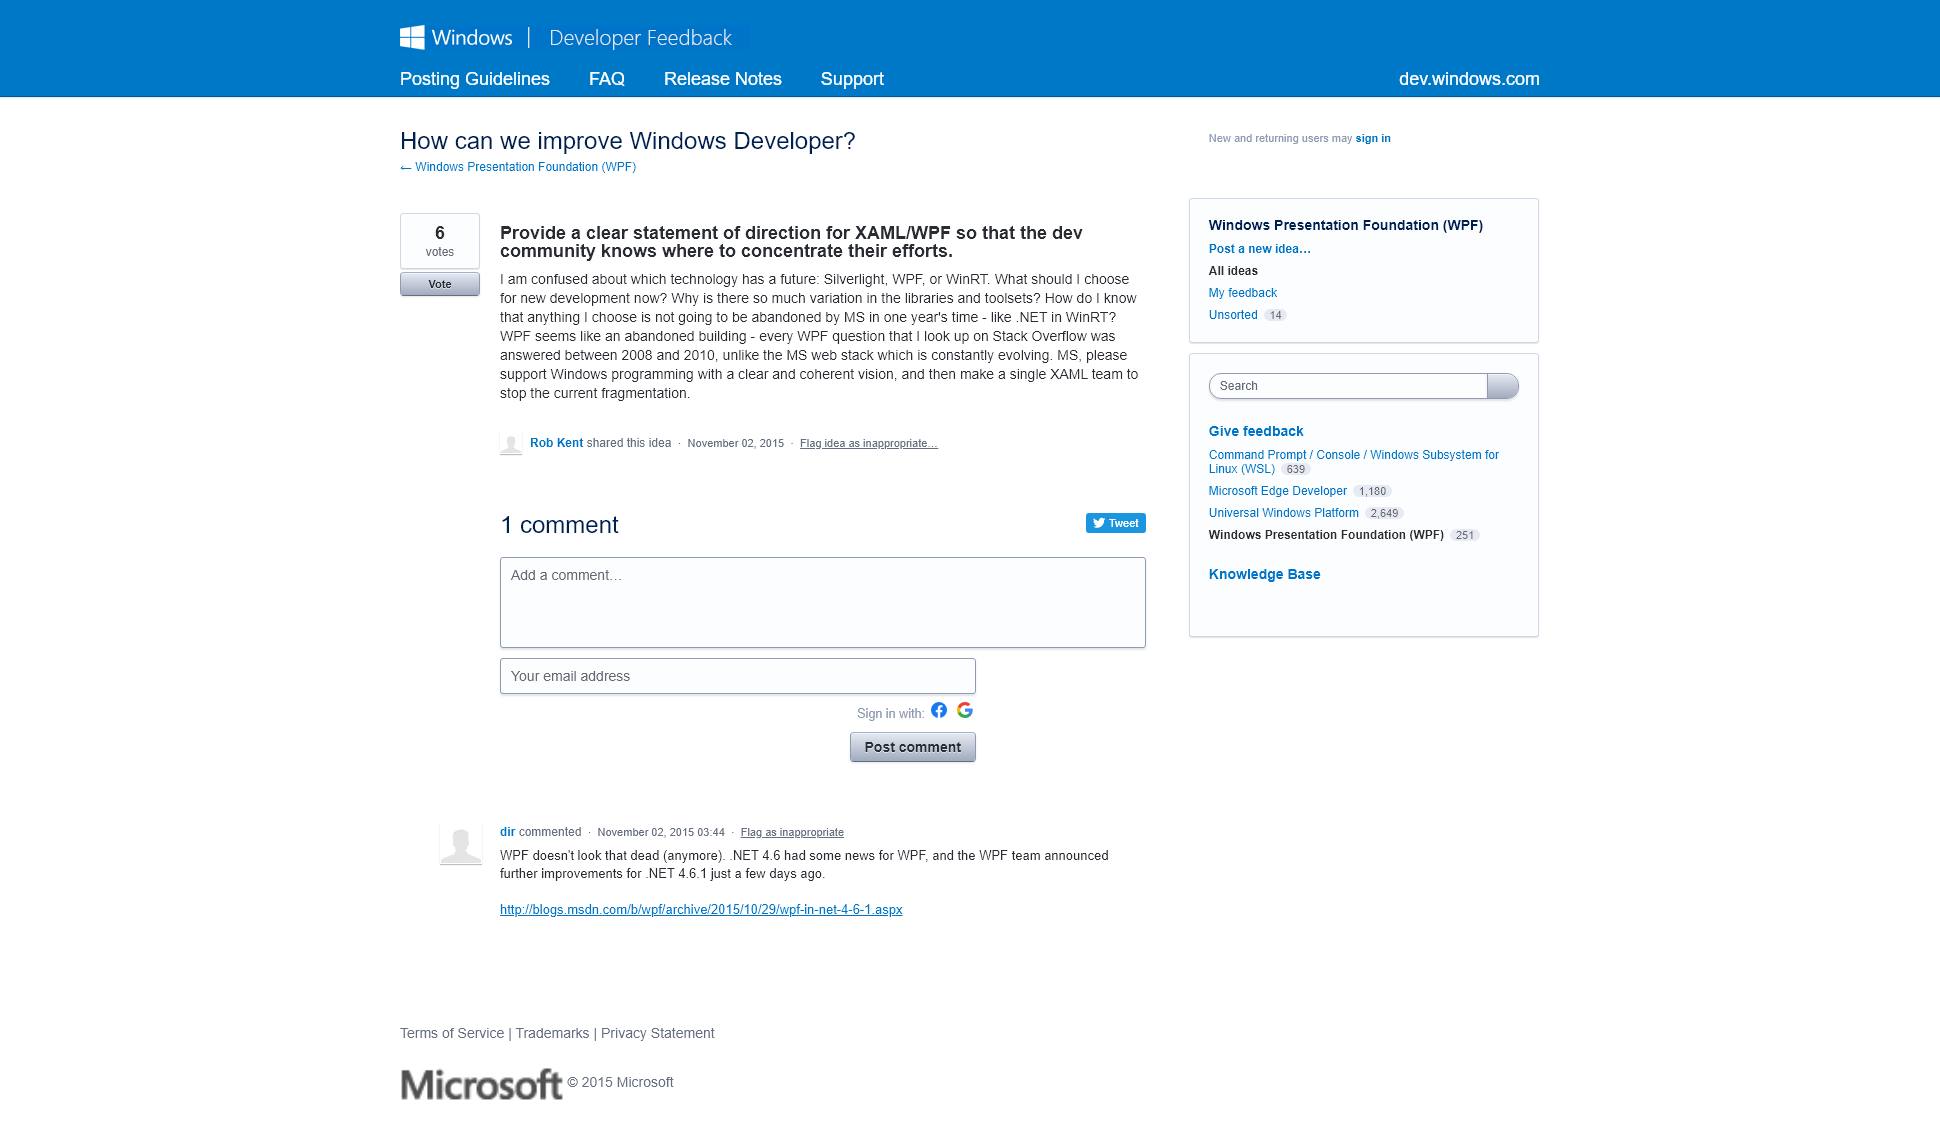 Windows | Developer Feedback
Posting Guidelines FAQ Release Notes Support dev.windows.com
How can we improve Windows Developer?
← Windows Presentation Foundation (WPF)
New and returning users may sign in
6
votes
Vote
Provide a clear statement of direction for XAML/WPF so that the dev
community knows where to concentrate their efforts.
I am confused about which technology has a future: Silverlight, WPF, or WinRT. What should I choose
for new development now? Why is there so much variation in the libraries and toolsets? How do I know
that anything I choose is not going to be abandoned by MS in one year's time - like .NET in WinRT?
WPF seems like an abandoned building - every WPF question that I look up on Stack Overflow was
answered between 2008 and 2010, unlike the MS web stack which is constantly evolving. MS, please
support Windows programming with a clear and coherent vision, and then make a single XAML team to
stop the current fragmentation.
Rob Kent shared this idea · November 02, 2015 · Flag idea as inappropriate…
1 comment
Tweet
Add a comment…
Your email address
Sign in with:
Post comment
dir commented · November 02, 2015 03:44 · Flag as inappropriate
WPF doesn't look that dead (anymore). .NET 4.6 had some news for WPF, and the WPF team announced
further improvements for .NET 4.6.1 just a few days ago.
http://blogs.msdn.com/b/wpf/archive/2015/10/29/wpf-in-net-4-6-1.aspx
Windows Presentation Foundation (WPF)
Post a new idea…
All ideas
My feedback
Unsorted 14
Search
Give feedback
Command Prompt / Console / Windows Subsystem for
Linux (WSL) 639
Microsoft Edge Developer 1,180
Universal Windows Platform 2,649
Windows Presentation Foundation (WPF) 251
Knowledge Base
Terms of Service | Trademarks | Privacy Statement
Microsoft © 2015 Microsoft